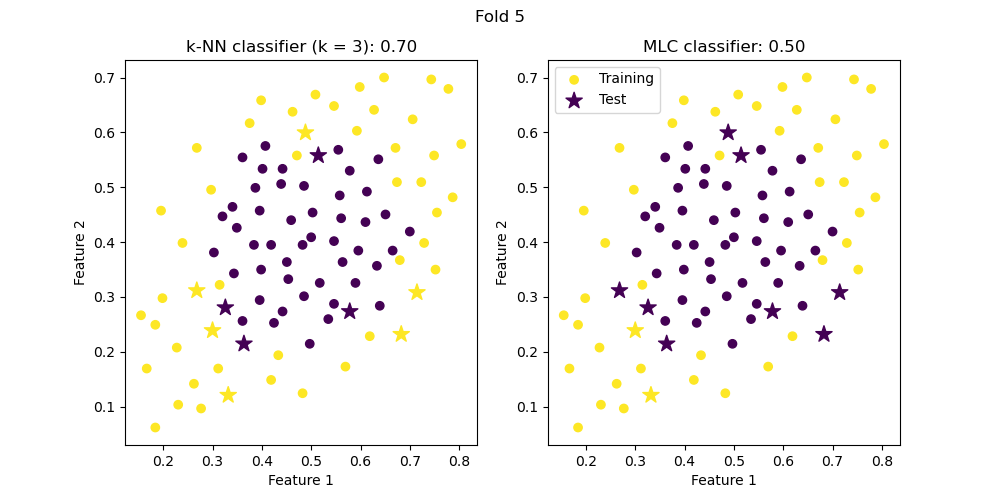 Fold 5
k-NN classifier (k = 3): 0.70
MLC classifier: 0.50
0.7
0.6
0.5
0.4
0.3
0.2
0.1
Feature 2
0.2 0.3 0.4 0.5 0.6 0.7 0.8
Feature 1
Training
Test
0.7
0.6
0.5
0.4
0.3
0.2
0.1
Feature 2
0.2 0.3 0.4 0.5 0.6 0.7 0.8
Feature 1